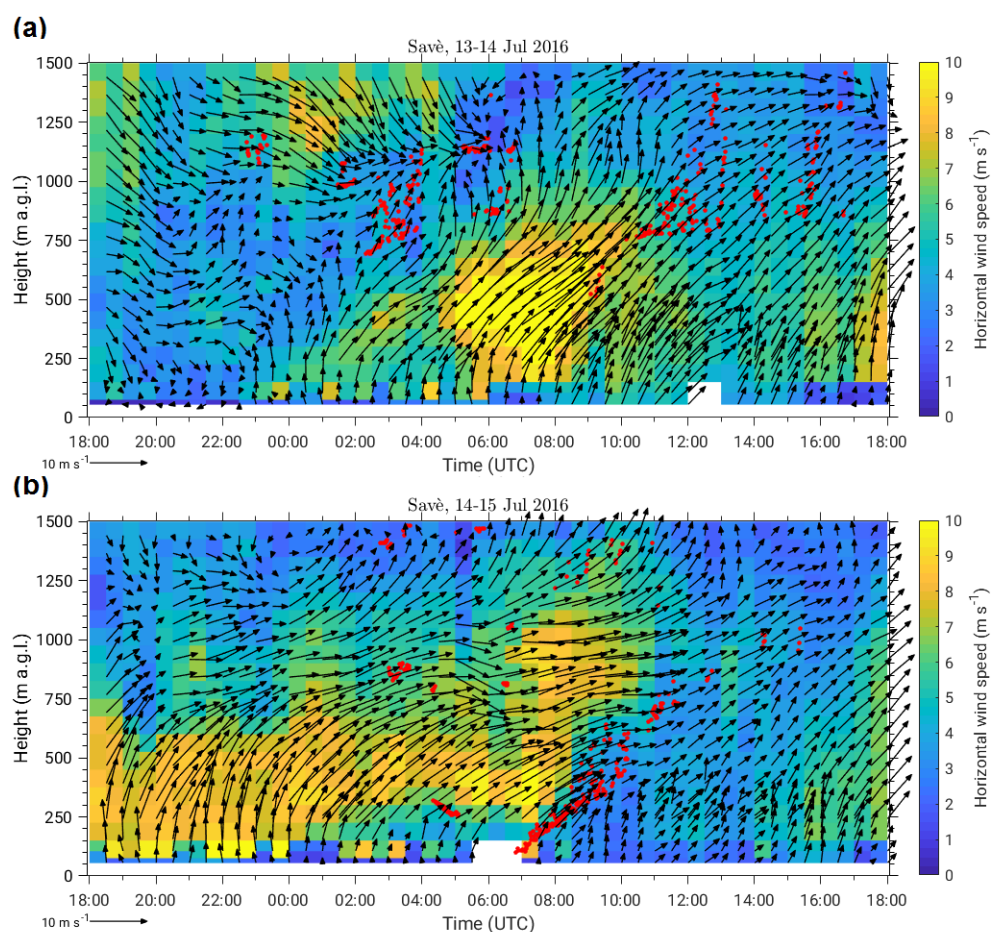 (a)
Savè, 13-14 Jul 2016
1500
1250
1000
750
500
250
0
Height (m a.g.l.)
18:00 20:00 22:00 00:00 02:00 04:00 06:00 08:00 10:00 12:00 14:00 16:00 18:00
10 m s⁻¹
Time (UTC)
10
9
8
7
6
5
4
3
2
1
0
Horizontal wind speed (m s⁻¹)
(b)
Savè, 14-15 Jul 2016
1500
1250
1000
750
500
250
0
Height (m a.g.l.)
18:00 20:00 22:00 00:00 02:00 04:00 06:00 08:00 10:00 12:00 14:00 16:00 18:00
10 m s⁻¹
Time (UTC)
10
9
8
7
6
5
4
3
2
1
0
Horizontal wind speed (m s⁻¹)